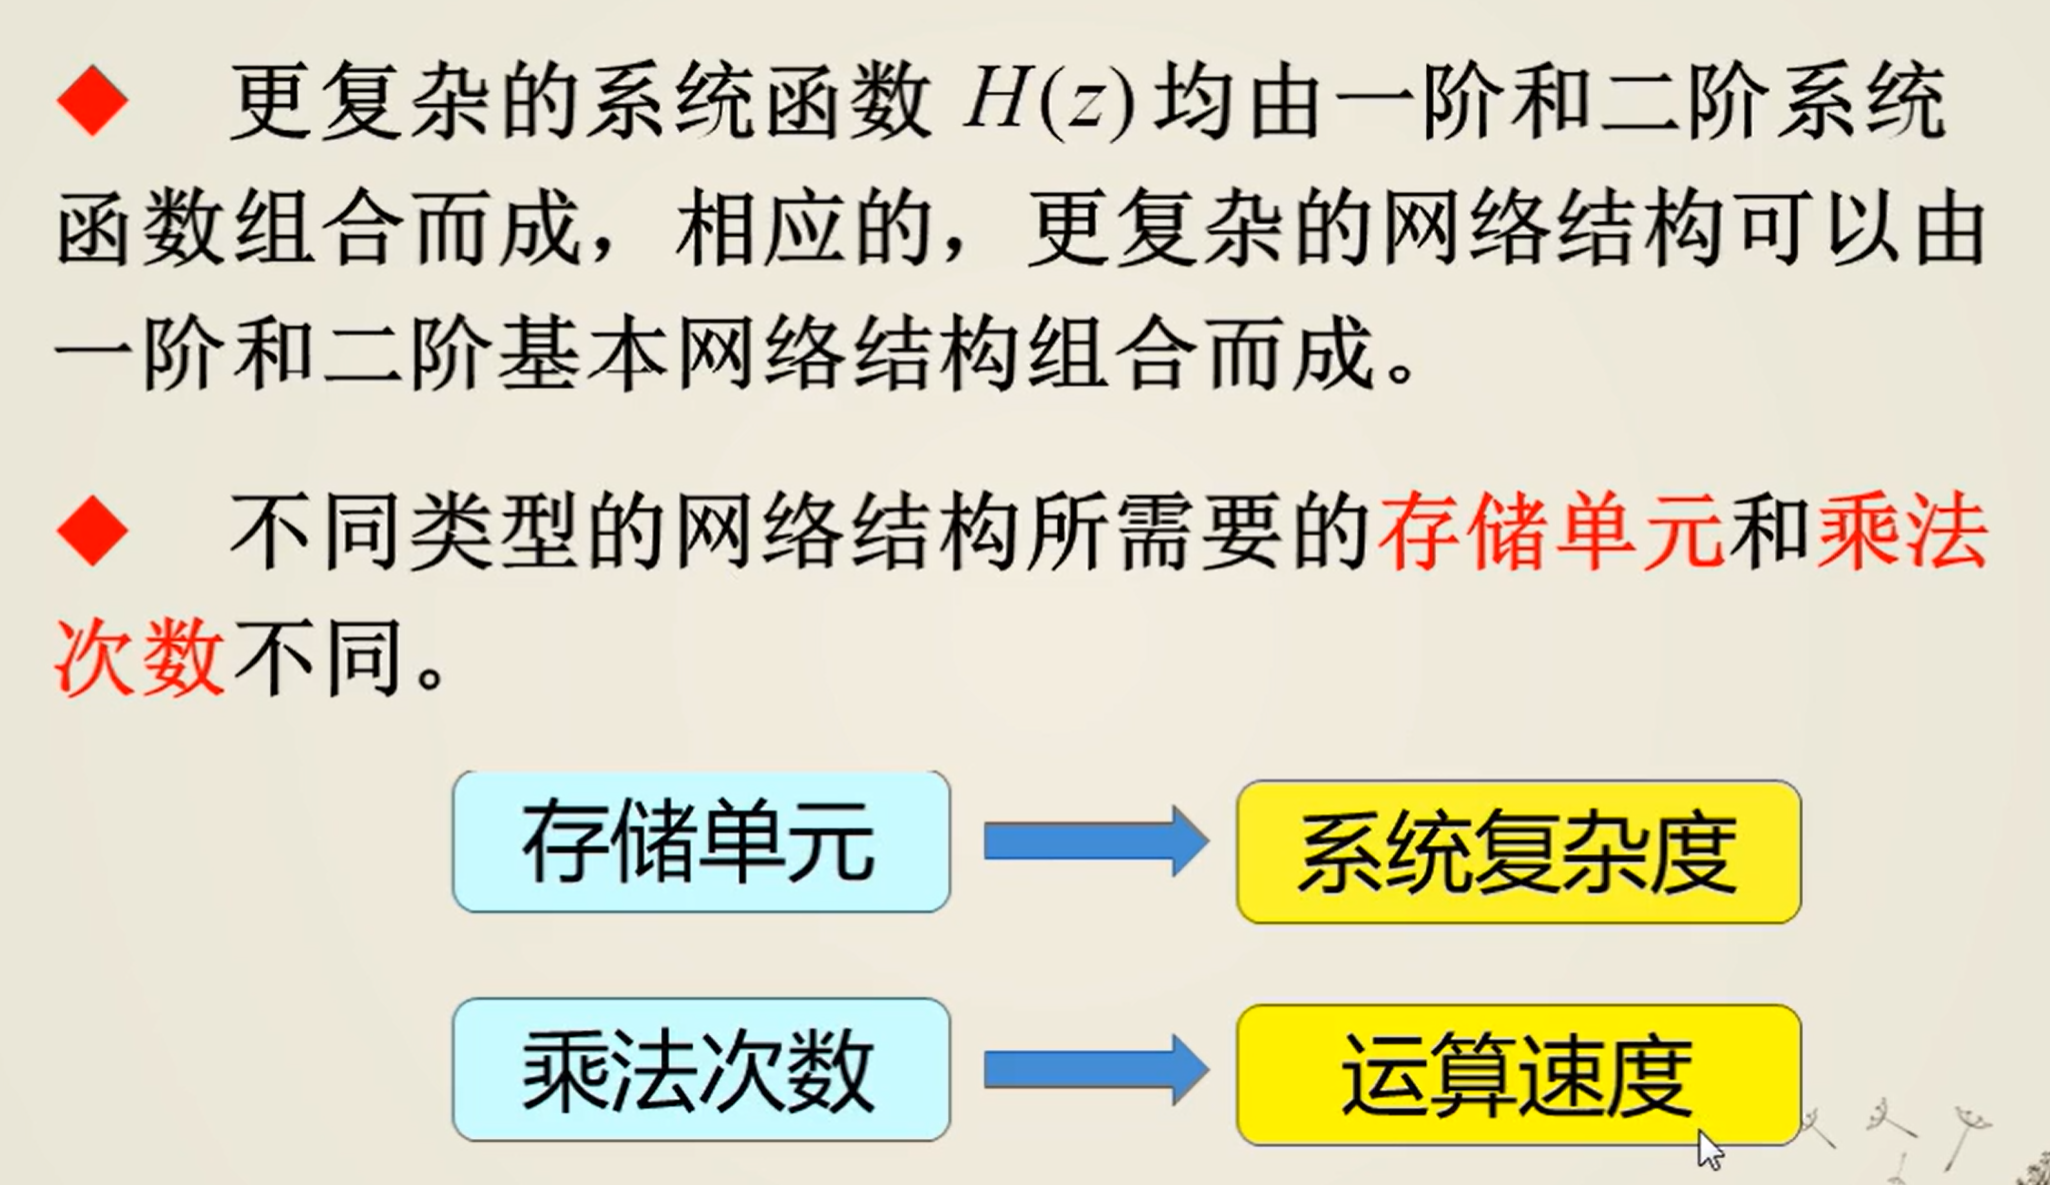 更复杂的系统函数 H(z) 均由一阶和二阶系统
函数组合而成，相应的，更复杂的网络结构可以由
一阶和二阶基本网络结构组合而成。
不同类型的网络结构所需要的存储单元和乘法
次数不同。
存储单元
系统复杂度
乘法次数
运算速度